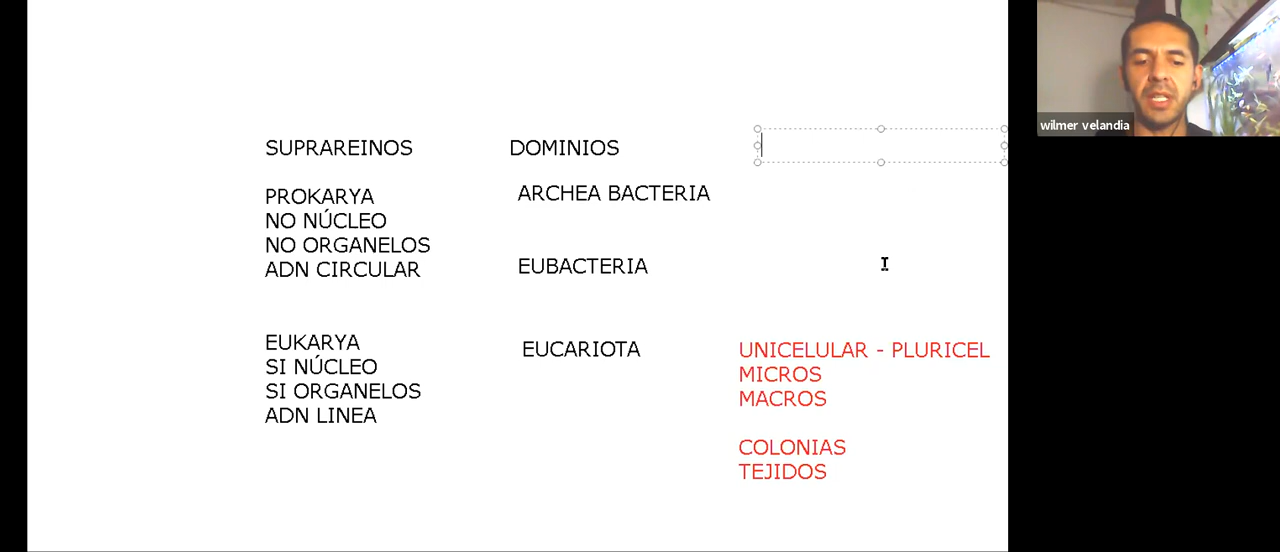 SUPRAREINOS
DOMINIOS
PROKARYA
NO NÚCLEO
NO ORGANELOS
ADN CIRCULAR
ARCHEA BACTERIA
EUBACTERIA
EUKARYA
SI NÚCLEO
SI ORGANELOS
ADN LINEA
EUCARIOTA
UNICELULAR - PLURICEL
MICROS
MACROS
COLONIAS
TEJIDOS
wilmer velandia